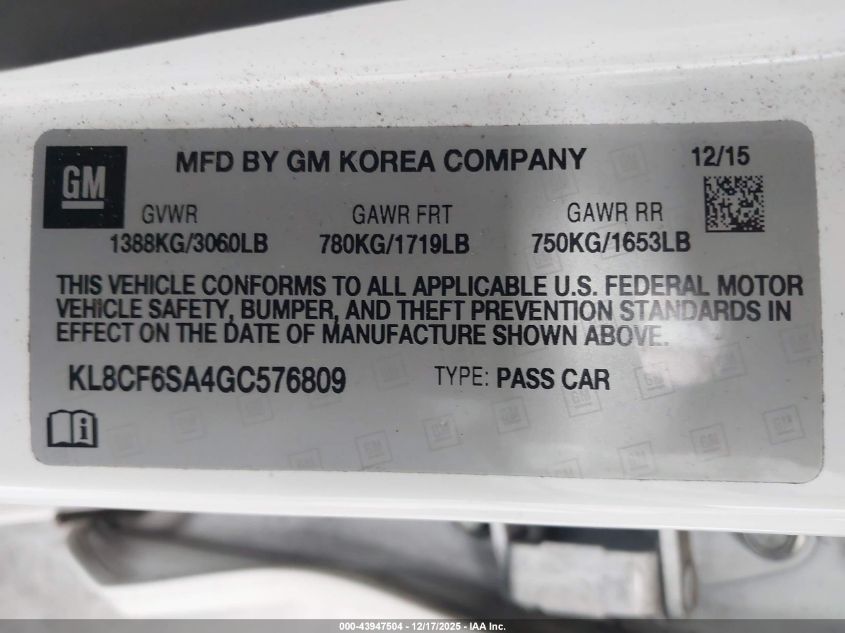 GM
MFD BY GM KOREA COMPANY 12/15
GVWR GAWR FRT GAWR RR
1388KG/3060LB 780KG/1719LB 750KG/1653LB
THIS VEHICLE CONFORMS TO ALL APPLICABLE U.S. FEDERAL MOTOR
VEHICLE SAFETY, BUMPER, AND THEFT PREVENTION STANDARDS IN
EFFECT ON THE DATE OF MANUFACTURE SHOWN ABOVE.
KL8CF6SA4GC576809 TYPE: PASS CAR
000-43947504 - 12/17/2025 - IAA Inc.